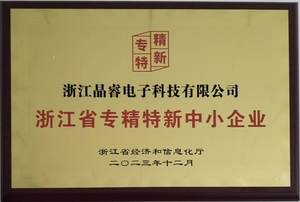 专精
特新
浙江晶睿电子科技有限公司
浙江省专精特新中小企业
浙江省经济和信息化厅
二〇二三年十二月